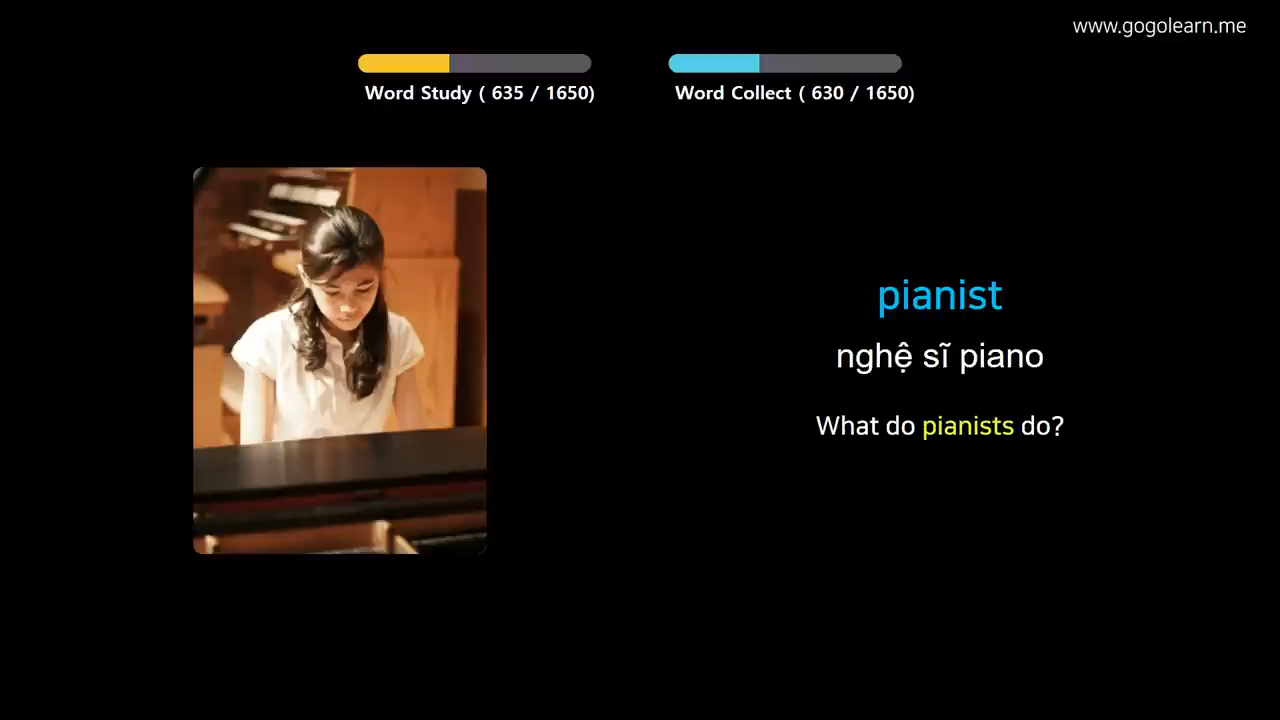 www.gogolearn.me
Word Study ( 635 / 1650)
Word Collect ( 630 / 1650)
pianist
nghệ sĩ piano
What do pianists do?